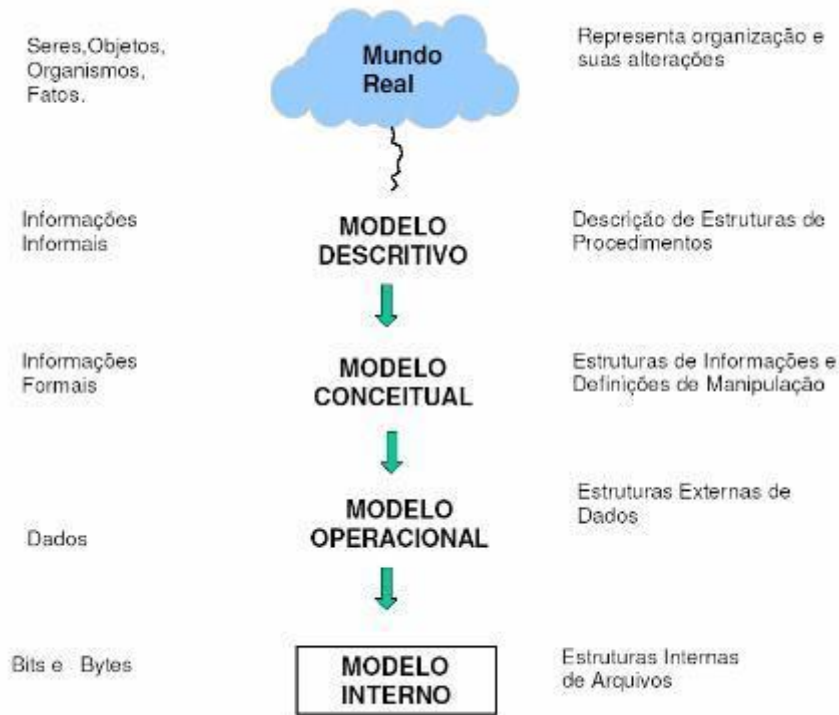 Seres,Objetos,
Organismos,
Fatos.
Mundo
Real
Representa organização e
suas alterações
Informações
Informais
MODELO
DESCRITIVO
Descrição de Estruturas de
Procedimentos
Informações
Formais
MODELO
CONCEITUAL
Estruturas de Informações e
Definições de Manipulação
Dados
MODELO
OPERACIONAL
Estruturas Externas de
Dados
Bits e Bytes
MODELO
INTERNO
Estruturas Internas
de Arquivos